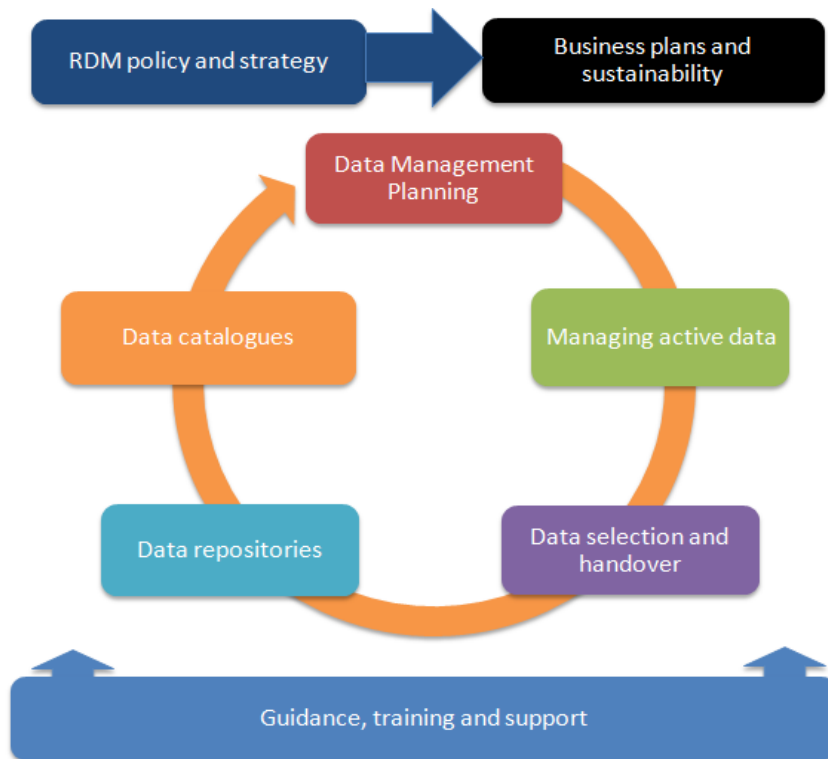 RDM policy and strategy
Business plans and
sustainability
Data Management
Planning
Data catalogues
Managing active data
Data repositories
Data selection and
handover
Guidance, training and support